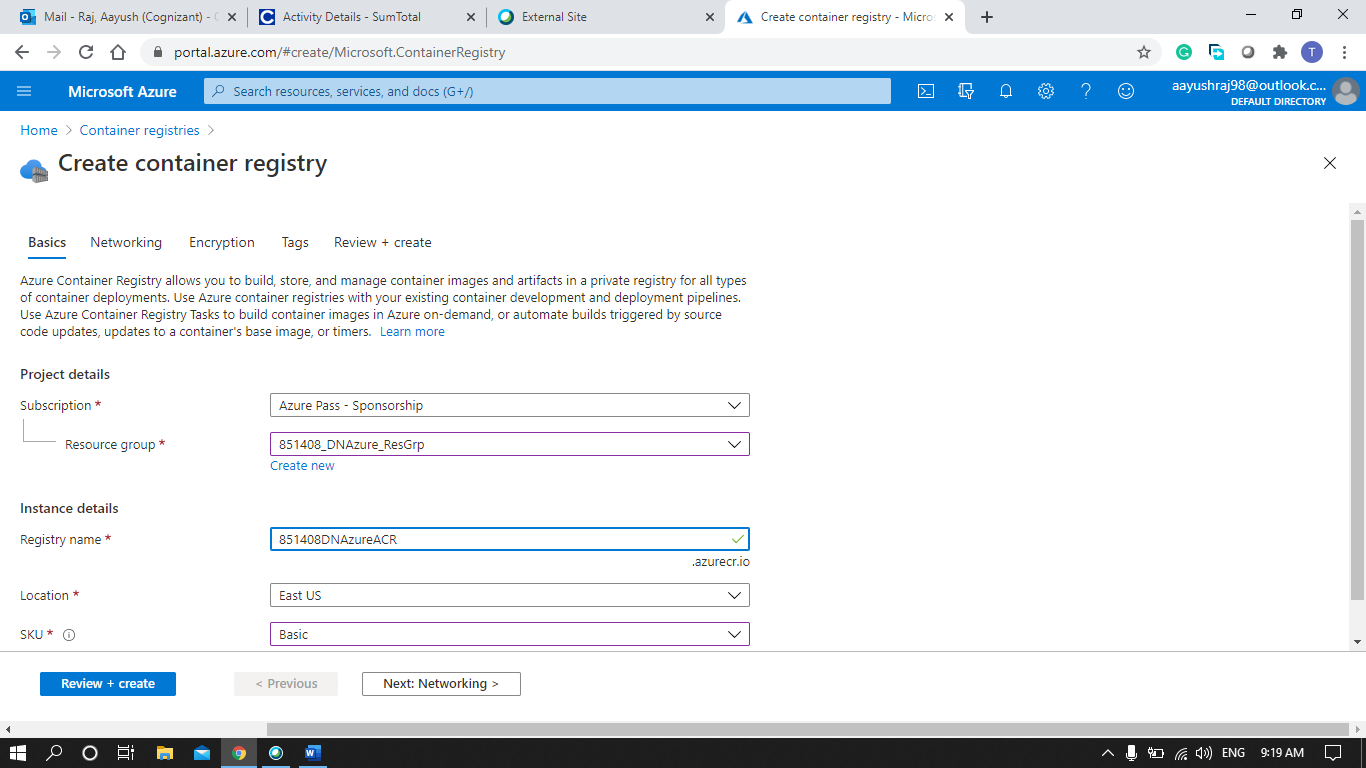 Mail - Raj, Aayush (Cognizant) -
Activity Details - SumTotal
External Site
Create container registry - Micros
portal.azure.com/#create/Microsoft.ContainerRegistry
T
Microsoft Azure
Search resources, services, and docs (G+/)
aayushraj98@outlook.c...
DEFAULT DIRECTORY
Home > Container registries >
Create container registry
Basics
Networking
Encryption
Tags
Review + create
Azure Container Registry allows you to build, store, and manage container images and artifacts in a private registry for all types
of container deployments. Use Azure container registries with your existing container development and deployment pipelines.
Use Azure Container Registry Tasks to build container images in Azure on-demand, or automate builds triggered by source
code updates, updates to a container's base image, or timers. Learn more
Project details
Subscription *
Azure Pass - Sponsorship
Resource group *
851408_DNAzure_ResGrp
Create new
Instance details
Registry name *
851408DNAzureACR
.azurecr.io
Location *
East US
SKU *
Basic
Review + create
< Previous
Next: Networking >
ENG
9:19 AM